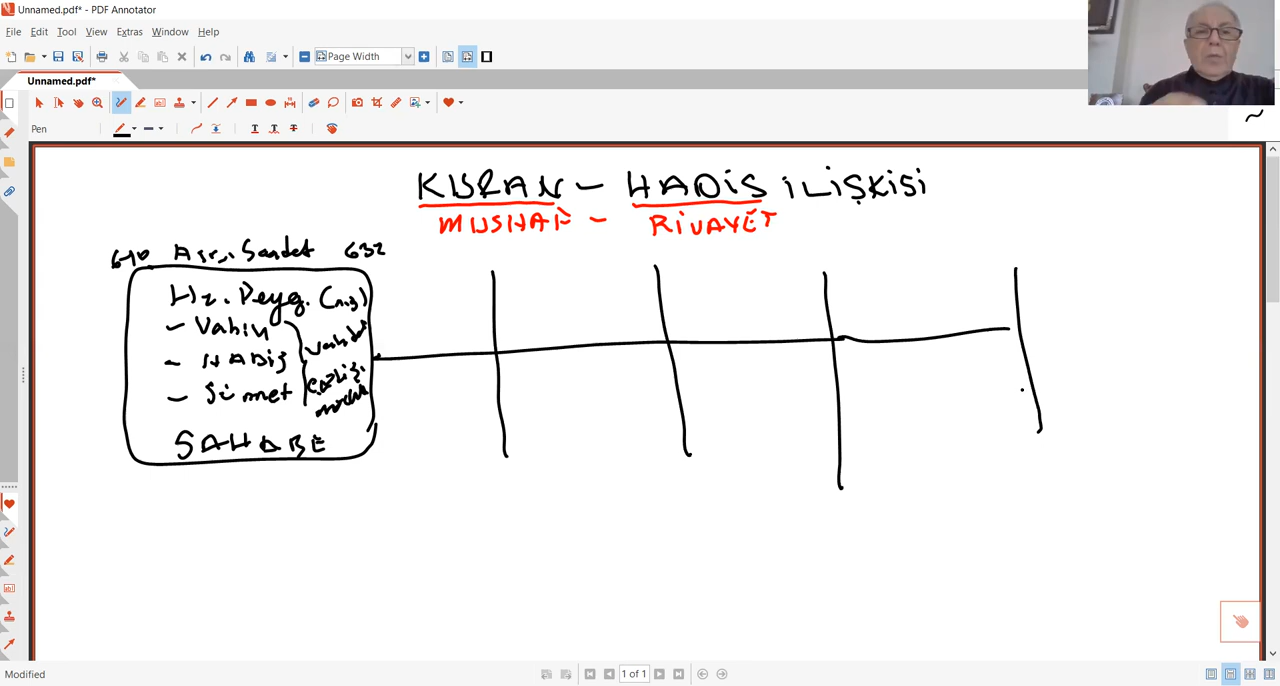 Unnamed.pdf* - PDF Annotator
File Edit Tool View Extras Window Help
Page Width
Unnamed.pdf*
Pen
KURAN – HADİS İLİŞKİSİ
MUSHAF – RİVAYET
610 Asr-ı Saadet 632
Hz. Peyg.
- Vahiy
- HADİS
- Sünnet
SAHABE
Modified
1 of 1